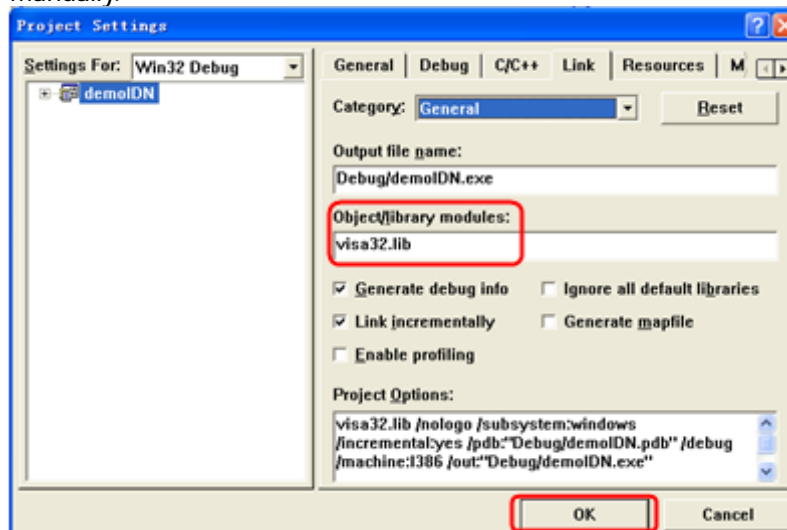 manually.
Project Settings
Settings For: Win32 Debug
demoIDN
General Debug C/C++ Link Resources M
Category: General Reset
Output file name:
Debug/demoIDN.exe
Object/library modules:
visa32.lib
Generate debug info Ignore all default libraries
Link incrementally Generate mapfile
Enable profiling
Project Options:
visa32.lib /nologo /subsystem:windows
/incremental:yes /pdb:"Debug/demoIDN.pdb" /debug
/machine:I386 /out:"Debug/demoIDN.exe"
OK Cancel